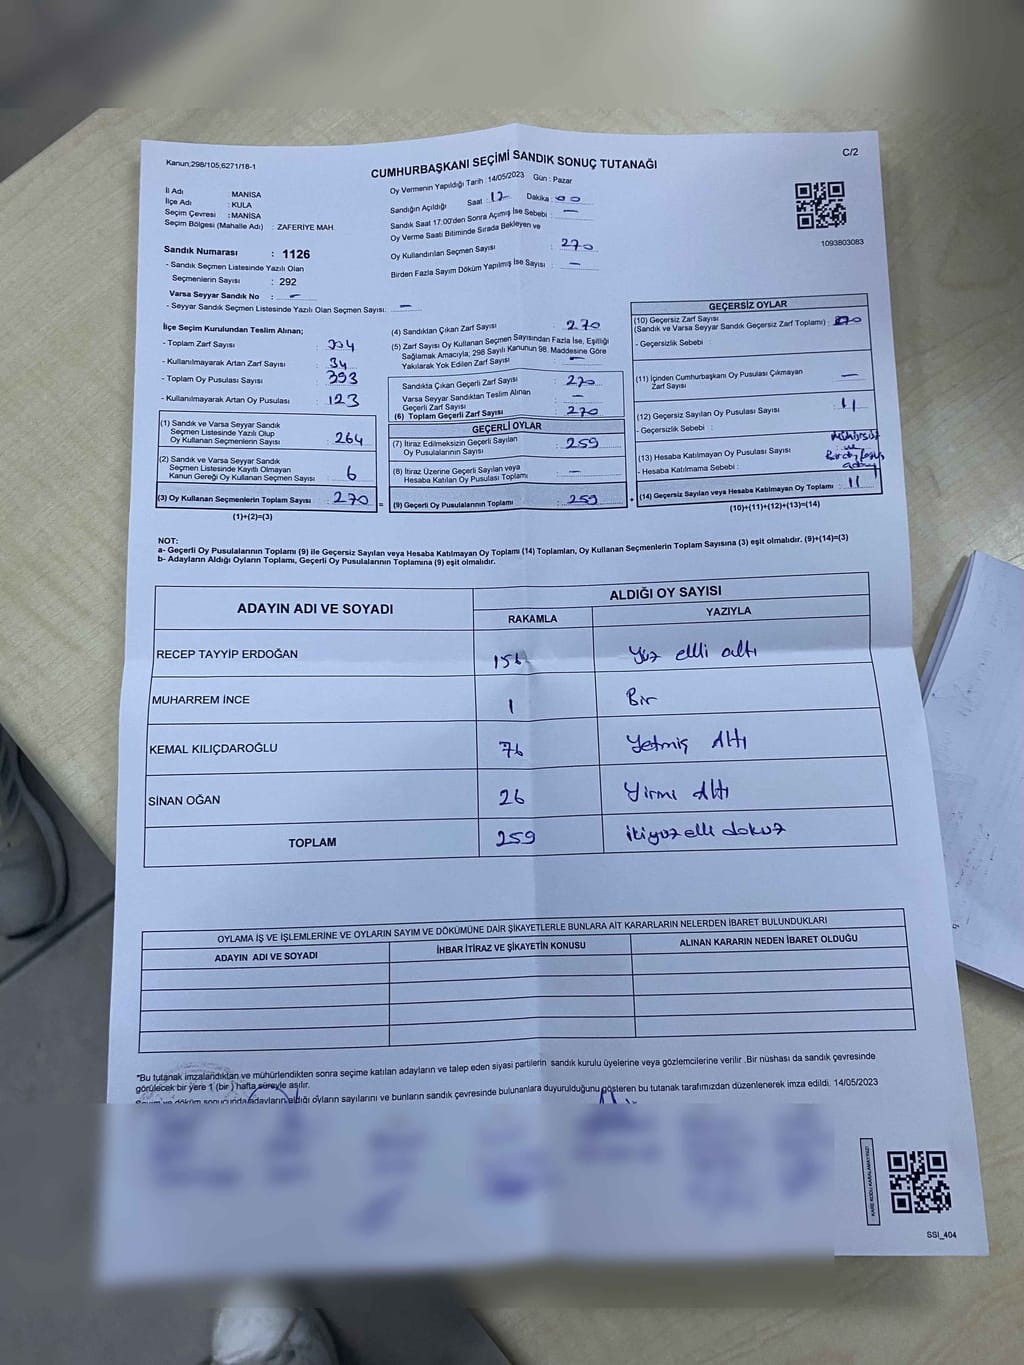 Kanun;298/105,6271/18-1
C/2
CUMHURBAŞKANI SEÇİMİ SANDIK SONUÇ TUTANAĞI
Oy Vermenin Yapıldığı Tarih :14/05/2023 Gün : Pazar
İl Adı : MANİSA
İlçe Adı : KULA
Seçim Çevresi : MANİSA
Seçim Bölgesi (Mahalle Adı) : ZAFERİYE MAH.
Sandığın Açıldığı Saat : 12 Dakika : 00
Sandık Saat 17:00'den Sonra Açımış İse Sebebi : —
Oy Verme Saati Bitiminde Sırada Bekleyen ve
Oy Kullandırılan Seçmen Sayısı : 270
Birden Fazla Sayım Döküm Yapılmış İse Sayısı : —
1093803083
Sandık Numarası : 1126
- Sandık Seçmen Listesinde Yazılı Olan
Seçmenlerin Sayısı : 292
Varsa Seyyar Sandık No : —
- Seyyar Sandık Seçmen Listesinde Yazılı Olan Seçmen Sayısı: —
İlçe Seçim Kurulundan Teslim Alınan;
- Toplam Zarf Sayısı : 304
- Kullanılmayarak Artan Zarf Sayısı : 34
- Toplam Oy Pusulası Sayısı : 393
- Kullanılmayarak Artan Oy Pusulası : 123
(1) Sandık ve Varsa Seyyar Sandık
Seçmen Listesinde Yazılı Olup
Oy Kullanan Seçmenlerin Sayısı : 264
(2) Sandık ve Varsa Seyyar Sandık
Seçmen Listesinde Kayıtlı Olmayan
Kanun Gereği Oy Kullanan Seçmen Sayısı : 6
(3) Oy Kullanan Seçmenlerin Toplam Sayısı : 270 =
(1)+(2)=(3)
(4) Sandıktan Çıkan Zarf Sayısı : 270
(5) Zarf Sayısı Oy Kullanan Seçmen Sayısından Fazla İse, Eşitliği
Sağlamak Amacıyla; 298 Sayılı Kanunun 98. Maddesine Göre
Yakılarak Yok Edilen Zarf Sayısı : —
Sandıkta Çıkan Geçerli Zarf Sayısı : 270
Varsa Seyyar Sandıktan Teslim Alınan
Geçerli Zarf Sayısı : —
(6) Toplam Geçerli Zarf Sayısı : 270
GEÇERLİ OYLAR
(7) İtiraz Edilmeksizin Geçerli Sayılan
Oy Pusulalarının Sayısı : 259
(8) İtiraz Üzerine Geçerli Sayılan veya
Hesaba Katılan Oy Pusulası Toplamı : —
(9) Geçerli Oy Pusulalarının Toplamı : 259 +
GEÇERSİZ OYLAR
(10) Geçersiz Zarf Sayısı
(Sandık ve Varsa Seyyar Sandık Geçersiz Zarf Toplamı) :
- Geçersizlik Sebebi :
(11) İçinden Cumhurbaşkanı Oy Pusulası Çıkmayan
Zarf Sayısı : —
(12) Geçersiz Sayılan Oy Pusulası Sayısı : 11
- Geçersizlik Sebebi :
(13) Hesaba Katılmayan Oy Pusulası Sayısı :
- Hesaba Katılmama Sebebi :
(14) Geçersiz Sayılan veya Hesaba Katılmayan Oy Toplamı : 11
(10)+(11)+(12)+(13)=(14)
NOT:
a- Geçerli Oy Pusulalarının Toplamı (9) ile Geçersiz Sayılan veya Hesaba Katılmayan Oy Toplamı (14) Toplamları, Oy Kullanan Seçmenlerin Toplam Sayısına (3) eşit olmalıdır. (9)+(14)=(3)
b- Adayların Aldığı Oyların Toplamı, Geçerli Oy Pusulalarının Toplamına (9) eşit olmalıdır.
ADAYIN ADI VE SOYADI
ALDIĞI OY SAYISI
RAKAMLA YAZIYLA
RECEP TAYYİP ERDOĞAN 156 Yüz elli altı
MUHARREM İNCE 1 Bir
KEMAL KILIÇDAROĞLU 76 Yetmiş Altı
SİNAN OĞAN 26 Yirmi Altı
TOPLAM 259 ikiyüz elli dokuz
OYLAMA İŞ VE İŞLEMLERİNE VE OYLARIN SAYIM VE DÖKÜMÜNE DAİR ŞİKAYETLERLE BUNLARA AİT KARARLARIN NELERDEN İBARET BULUNDUKLARI
ADAYIN ADI VE SOYADI İHBAR İTİRAZ VE ŞİKAYETİN KONUSU ALINAN KARARIN NEDEN İBARET OLDUĞU
*Bu tutanak imzalandıktan ve mühürlendikten sonra seçime katılan adayların ve talep eden siyasi partilerin sandık kurulu üyelerine veya gözlemcilerine verilir .Bir nüshası da sandık çevresinde
görülecek bir yere 1 (bir ) hafta süreyle asılır.
Sayım ve döküm sonucunda adayların aldığı oyların sayılarını ve bunların sandık çevresinde bulunanlara duyurulduğunu gösteren bu tutanak tarafımızdan düzenlenerek imza edildi. 14/05/2023
KARE KODU KARALAMAYINIZ!
SSI_404